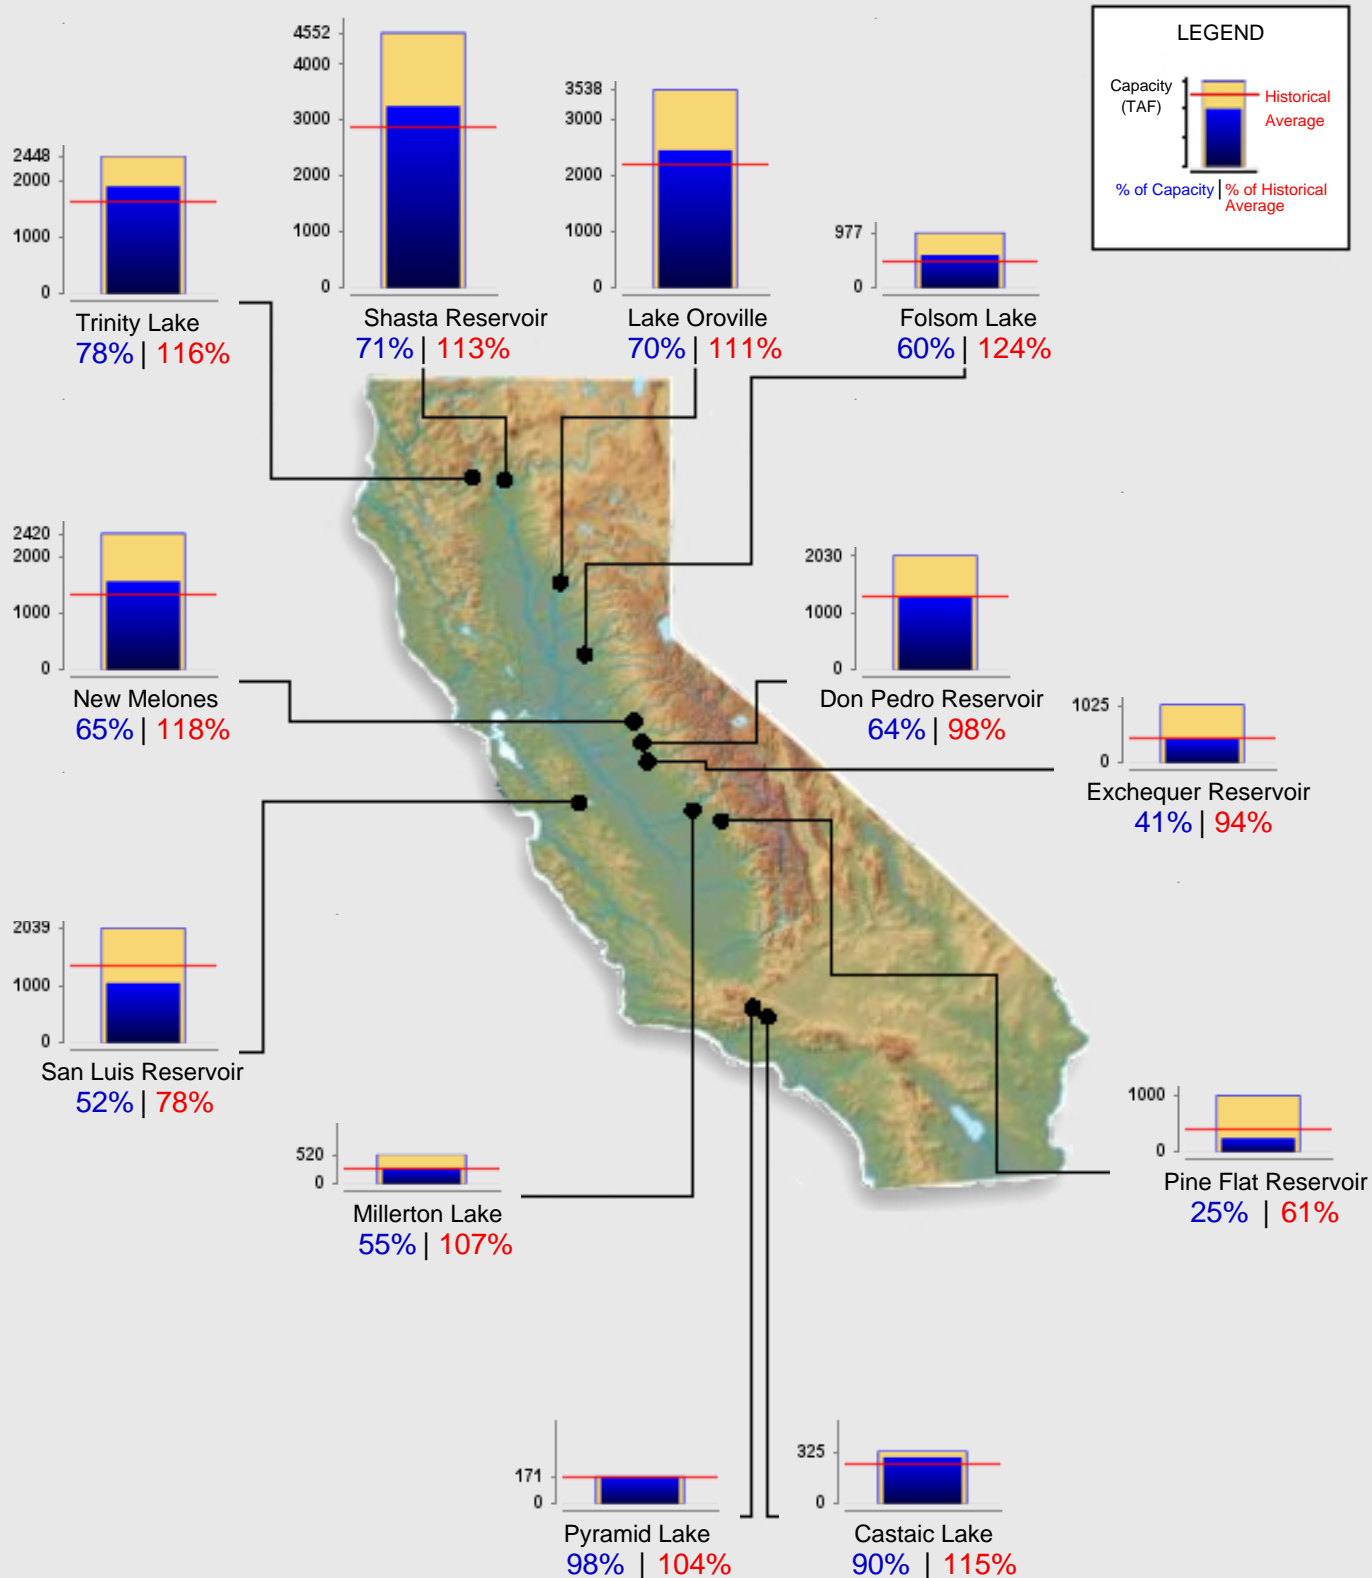 LEGEND
Capacity
(TAF)
Historical
Average
% of Capacity | % of Historical
Average
4552
4000
3000
2000
1000
0
Shasta Reservoir
71% | 113%
3538
3000
2000
1000
0
Lake Oroville
70% | 111%
2448
2000
1000
0
Trinity Lake
78% | 116%
977
0
Folsom Lake
60% | 124%
2420
2000
1000
0
New Melones
65% | 118%
2030
1000
0
Don Pedro Reservoir
64% | 98%
1025
0
Exchequer Reservoir
41% | 94%
2039
1000
0
San Luis Reservoir
52% | 78%
520
0
Millerton Lake
55% | 107%
1000
0
Pine Flat Reservoir
25% | 61%
171
0
Pyramid Lake
98% | 104%
325
0
Castaic Lake
90% | 115%